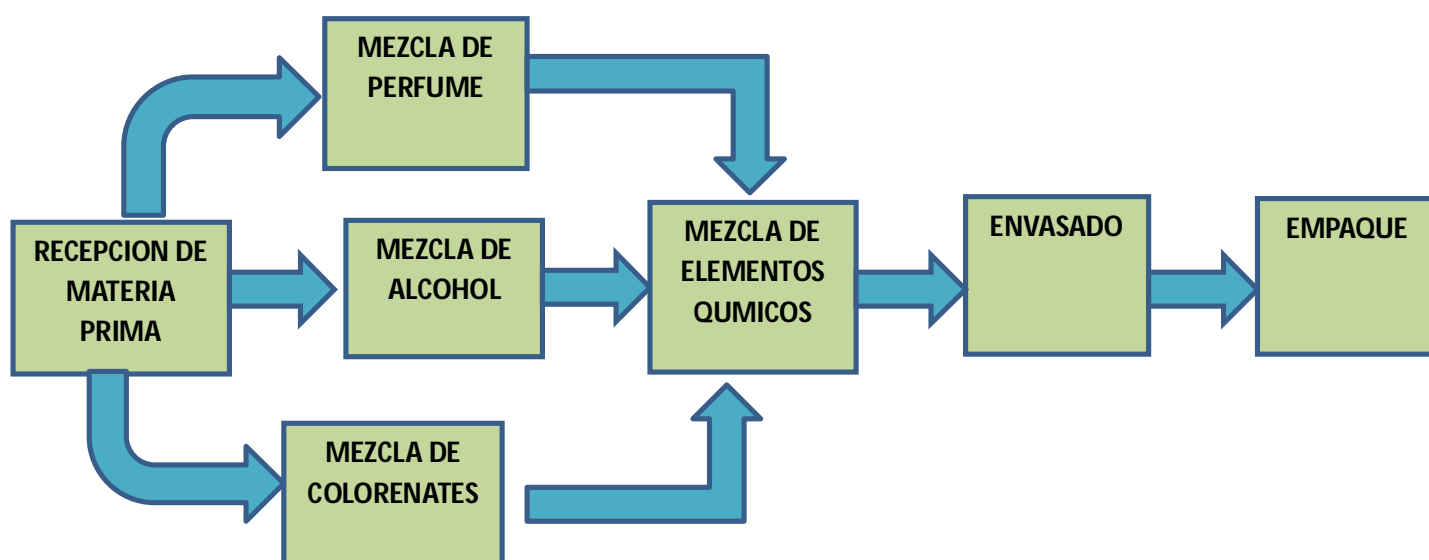 MEZCLA DE
PERFUME
RECEPCION DE
MATERIA
PRIMA
MEZCLA DE
ALCOHOL
MEZCLA DE
COLORENATES
MEZCLA DE
ELEMENTOS
QUMICOS
ENVASADO
EMPAQUE